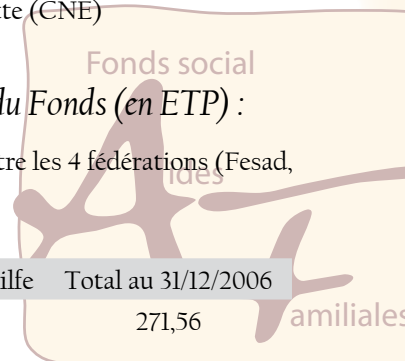 tte (CNE)
Fonds social
du Fonds (en ETP) :
tre les 4 fédérations (Fesad,
ides
ilfe Total au 31/12/2006
271,56
amiliales